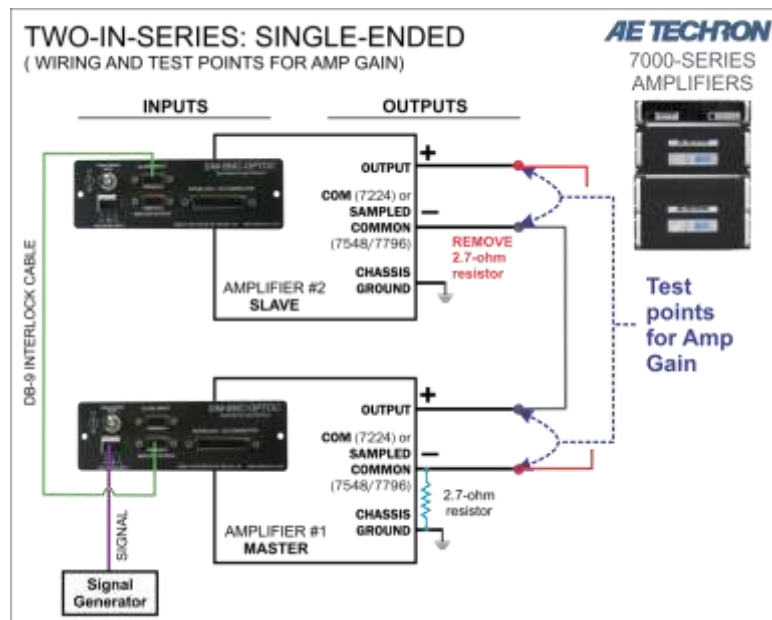 TWO-IN-SERIES: SINGLE-ENDED
( WIRING AND TEST POINTS FOR AMP GAIN)
AE TECHRON
7000-SERIES
AMPLIFIERS
INPUTS
OUTPUTS
+
OUTPUT
COM (7224) or
SAMPLED −
COMMON
(7548/7796)
REMOVE
2.7-ohm
resistor
CHASSIS
GROUND
AMPLIFIER #2
SLAVE
Test
points
for Amp
Gain
DB-9 INTERLOCK CABLE
+
OUTPUT
COM (7224) or
SAMPLED −
COMMON
(7548/7796)
2.7-ohm
resistor
CHASSIS
GROUND
AMPLIFIER #1
MASTER
SIGNAL
Signal
Generator